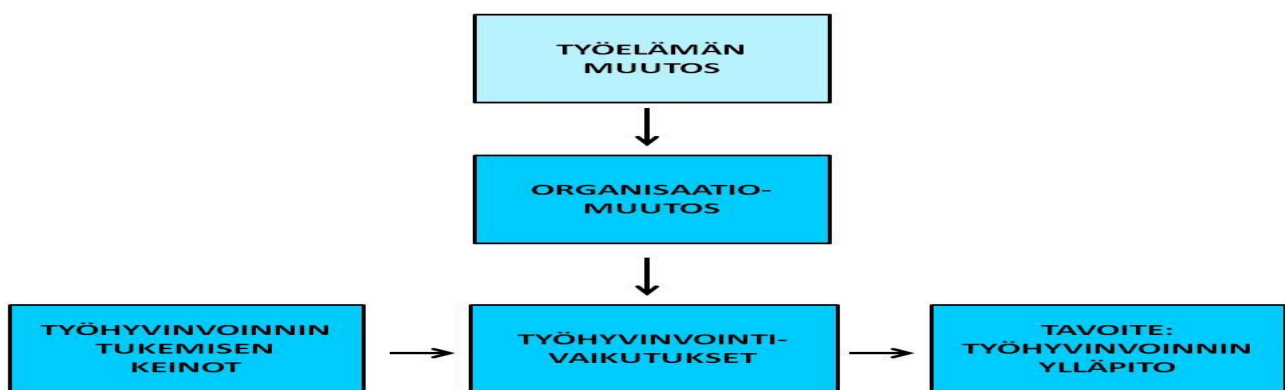 TYÖELÄMÄN
MUUTOS
ORGANISAATIO-
MUUTOS
TYÖHYVINVOINNIN
TUKEMISEN
KEINOT
TYÖHYVINVOINTI-
VAIKUTUKSET
TAVOITE:
TYÖHYVINVOINNIN
YLLÄPITO